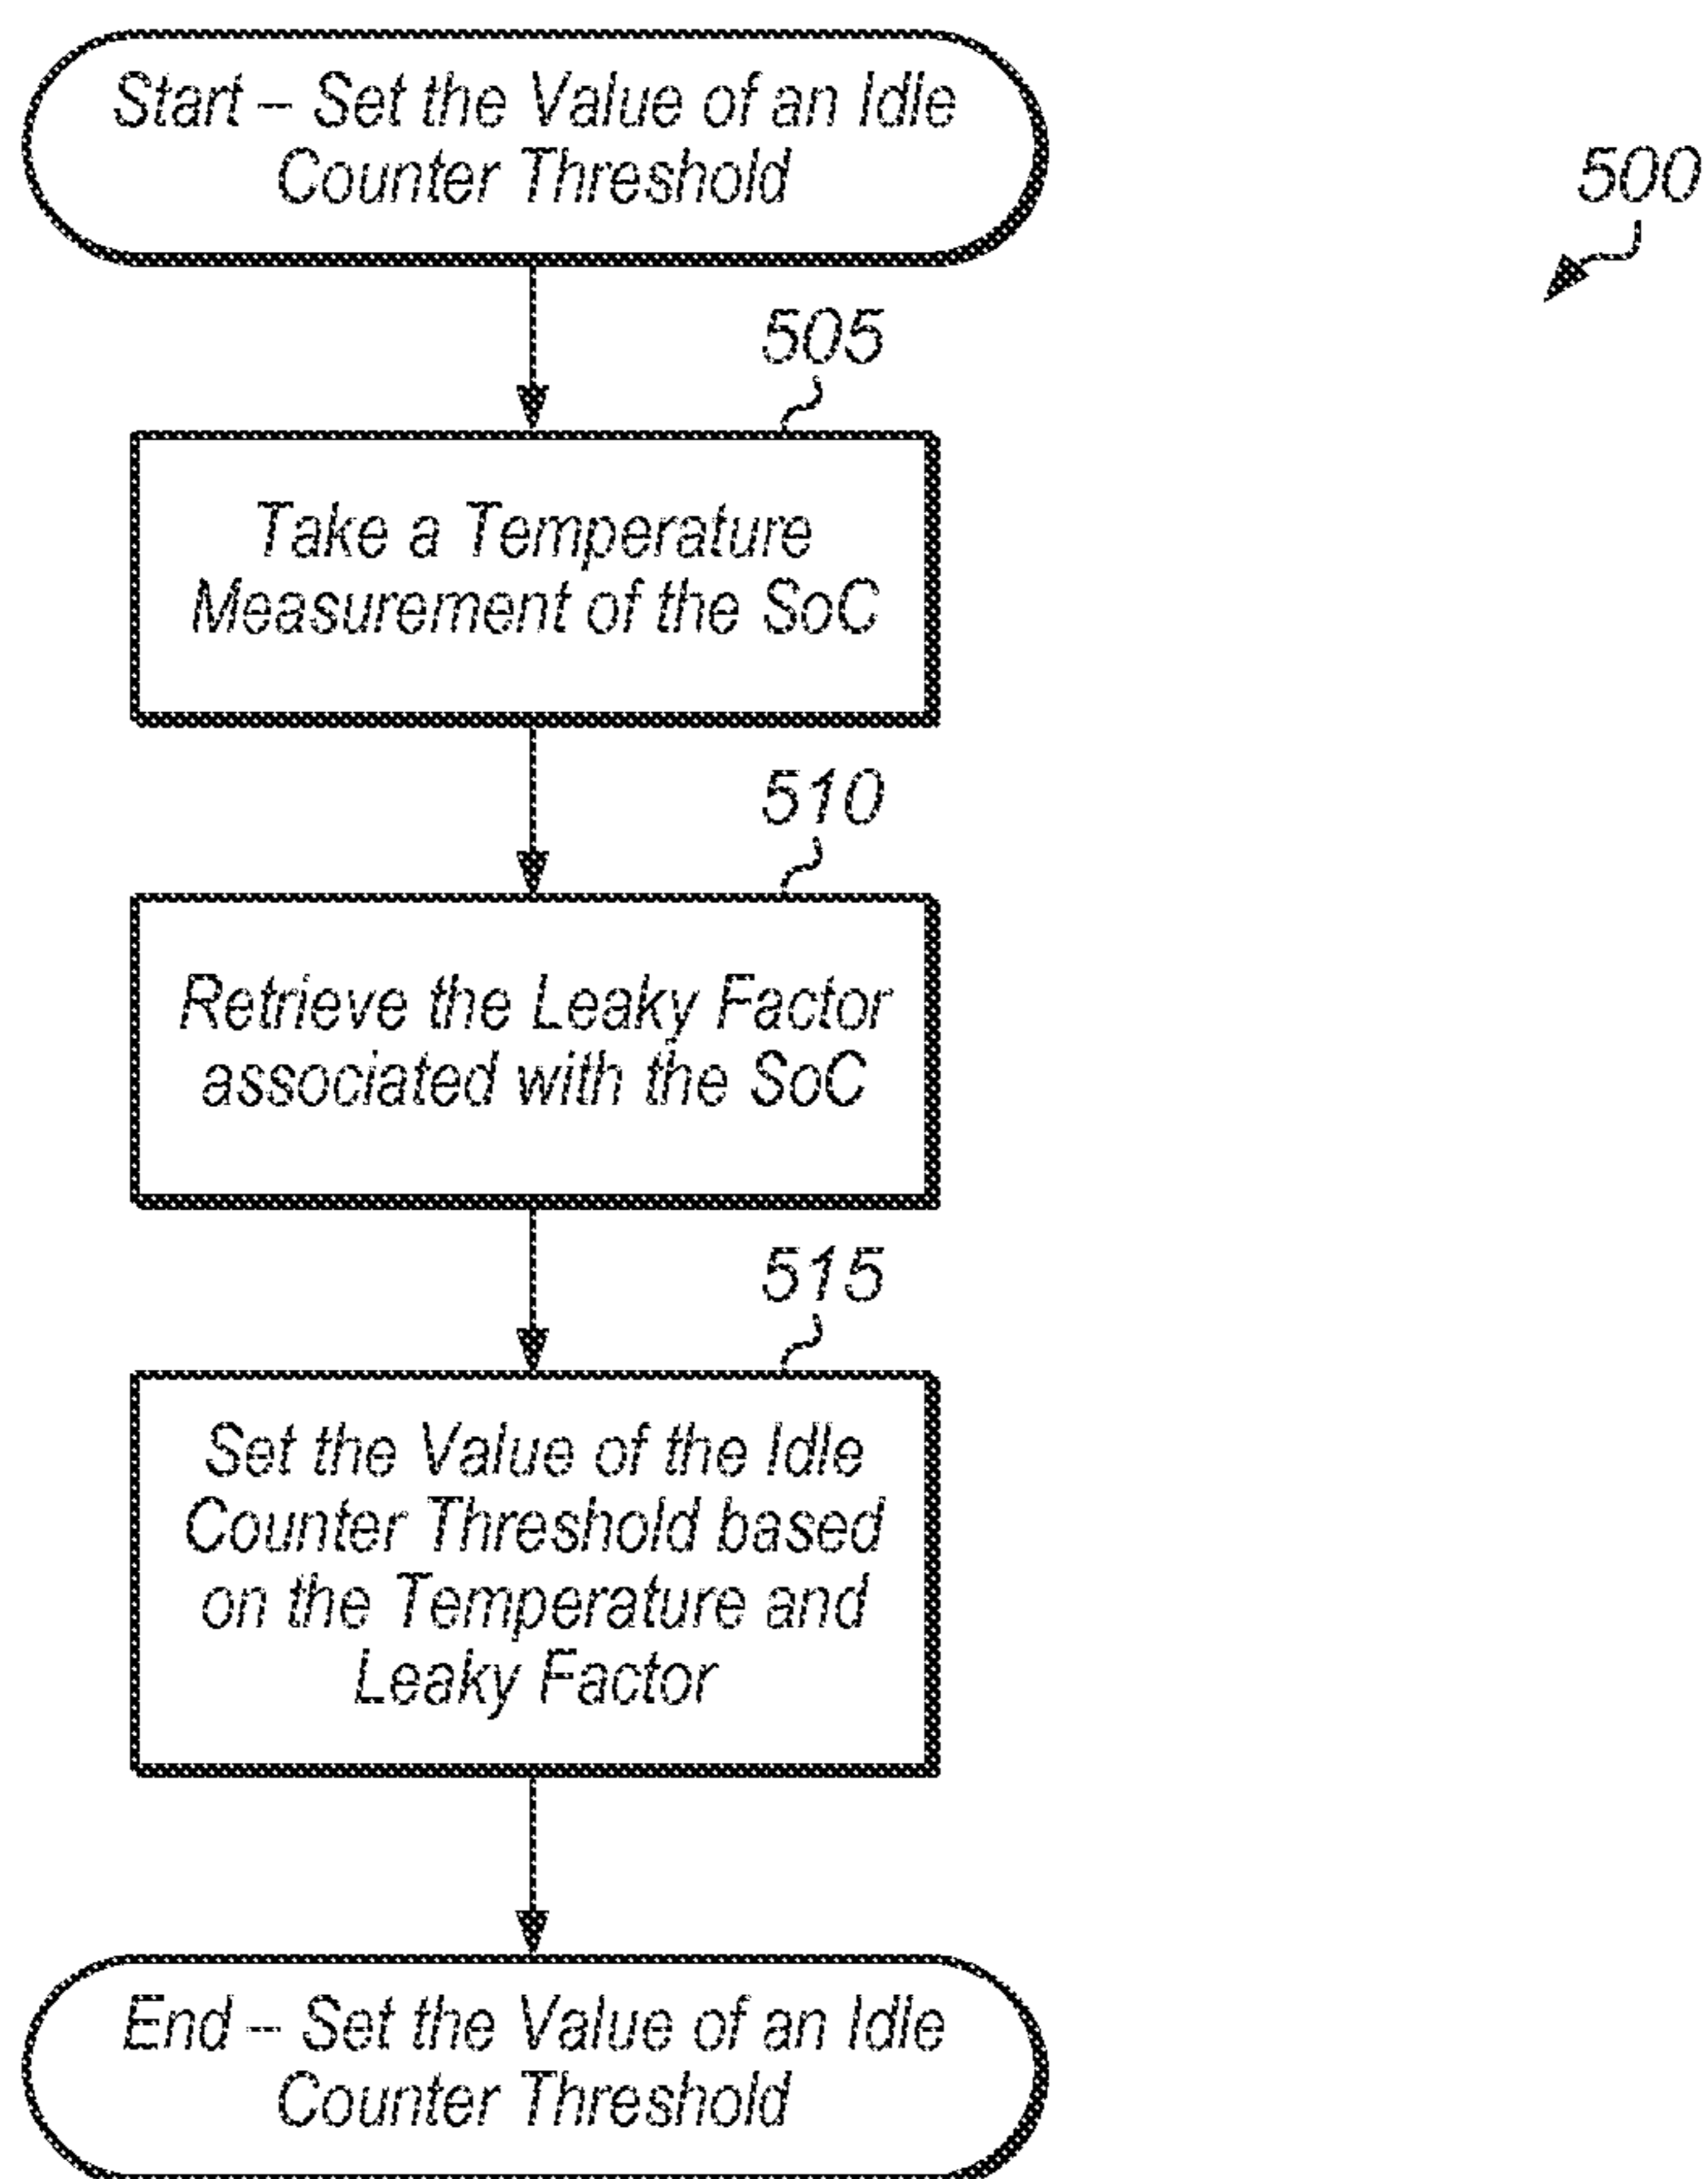 Start – Set the Value of an Idle
Counter Threshold
500
505
Take a Temperature
Measurement of the SoC
510
Retrieve the Leaky Factor
associated with the SoC
515
Set the Value of the Idle
Counter Threshold based
on the Temperature and
Leaky Factor
End – Set the Value of an Idle
Counter Threshold